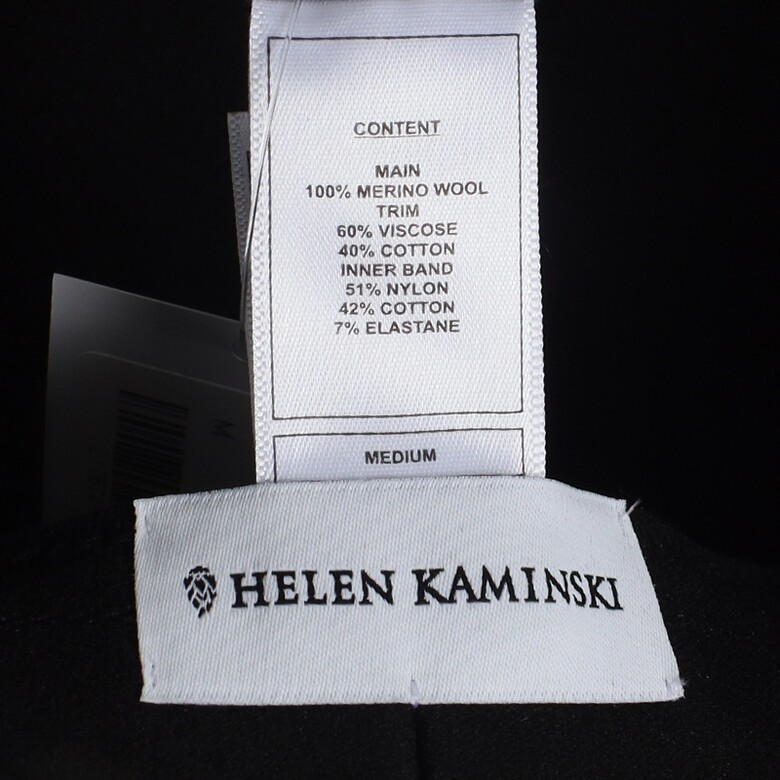 CONTENT
MAIN
100% MERINO WOOL
TRIM
60% VISCOSE
40% COTTON
INNER BAND
51% NYLON
42% COTTON
7% ELASTANE
MEDIUM
M
HELEN KAMINSKI